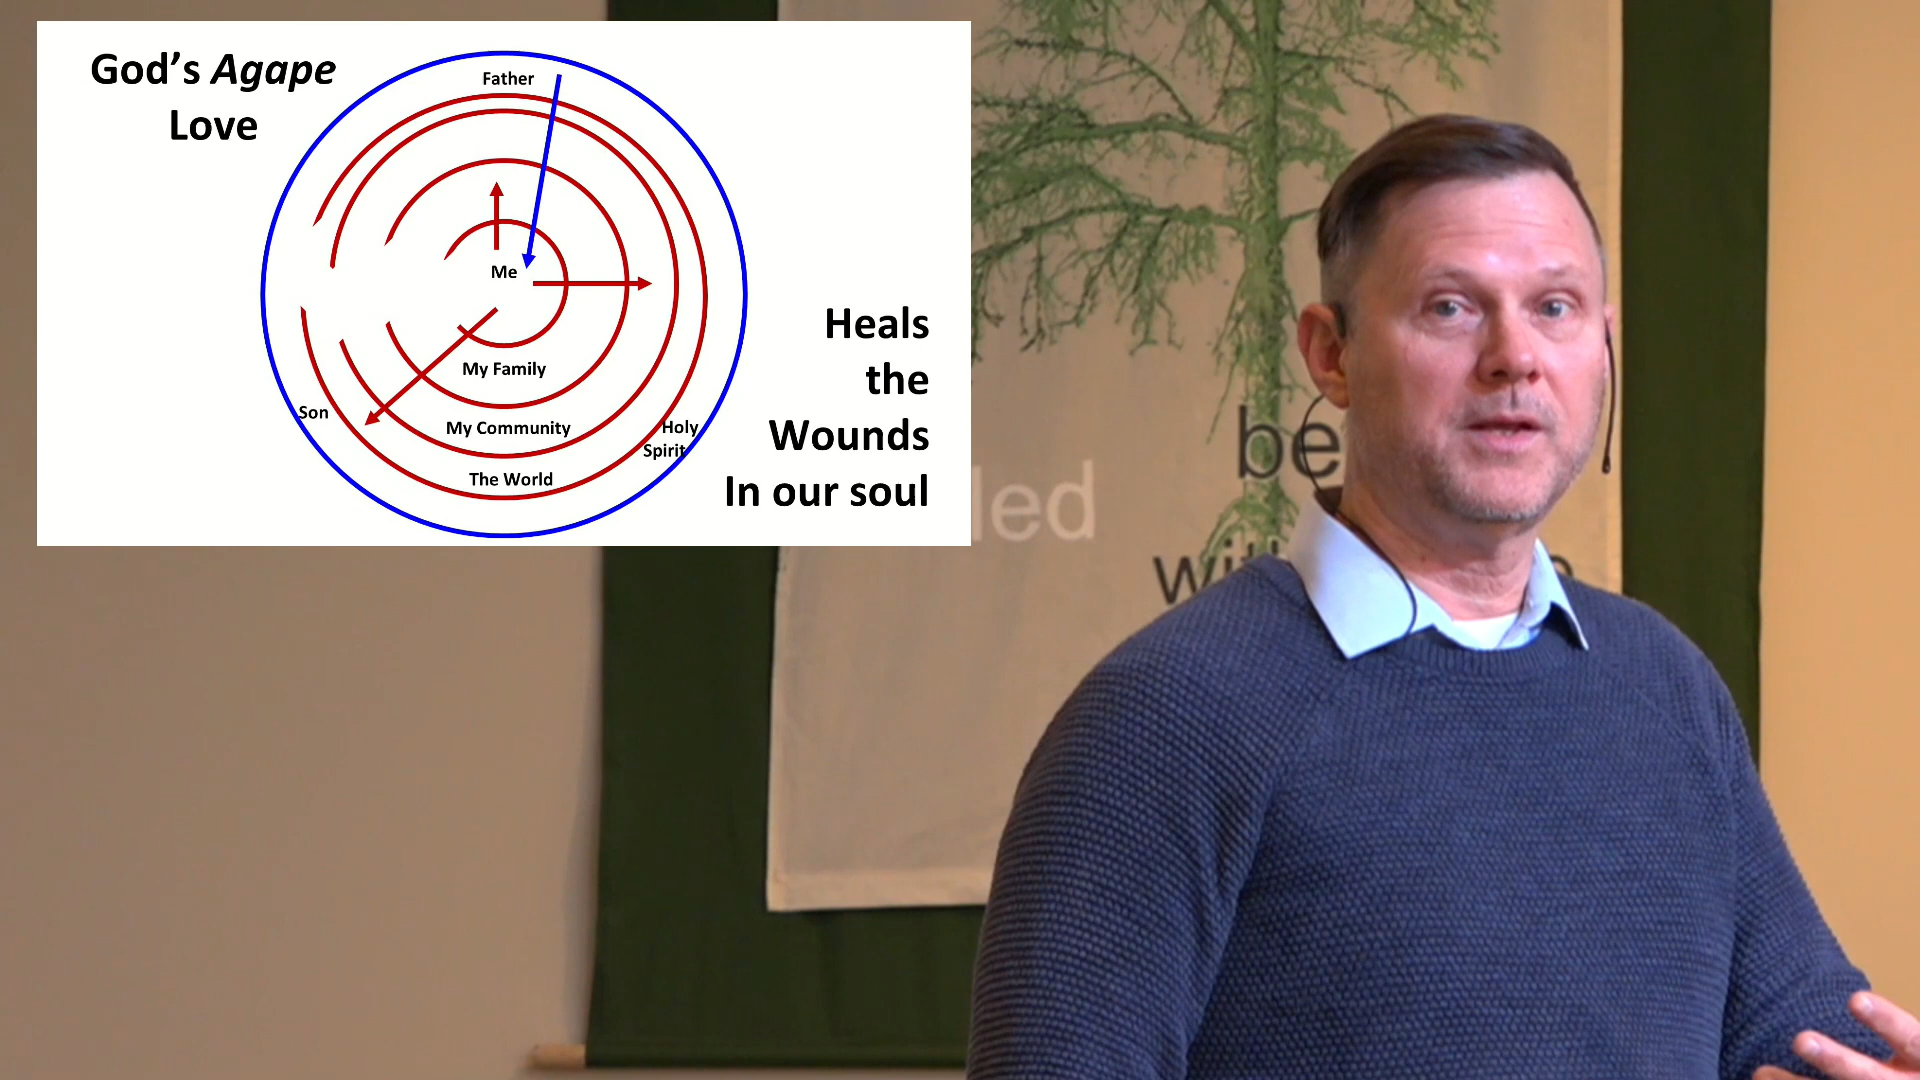 God's Agape
Love
Father
Me
My Family
My Community
The World
Son
Holy
Spirit
Heals
the
Wounds
In our soul
be